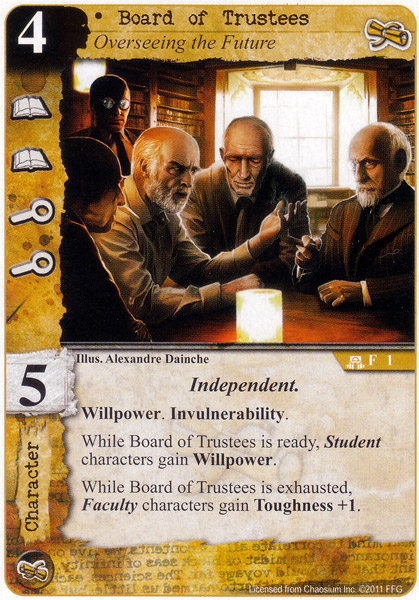 4
• Board of Trustees
Overseeing the Future
Illus. Alexandre Dainche
F 1
5
Independent.
Willpower. Invulnerability.
While Board of Trustees is ready, Student
characters gain Willpower.
While Board of Trustees is exhausted,
Faculty characters gain Toughness +1.
Character
Licensed from Chaosium Inc. ©2011 FFG